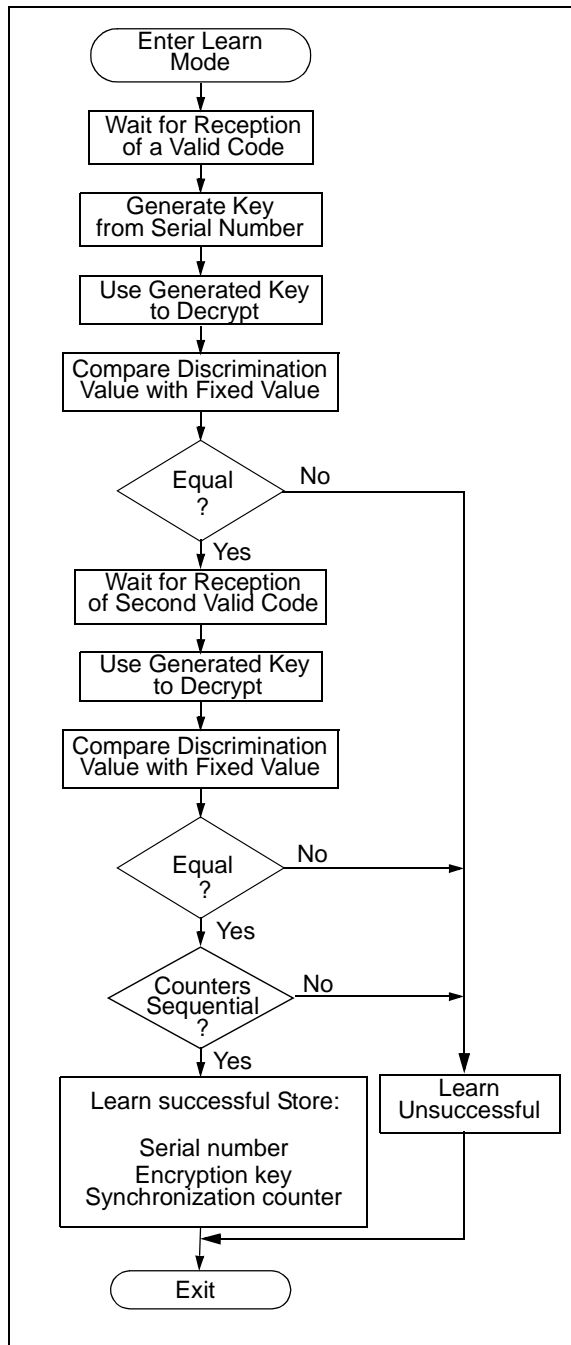 Enter Learn
Mode
Wait for Reception
of a Valid Code
Generate Key
from Serial Number
Use Generated Key
to Decrypt
Compare Discrimination
Value with Fixed Value
Equal
?
No
Yes
Wait for Reception
of Second Valid Code
Use Generated Key
to Decrypt
Compare Discrimination
Value with Fixed Value
Equal
?
No
Yes
Counters
Sequential
?
No
Yes
Learn successful Store:
Serial number
Encryption key
Synchronization counter
Learn
Unsuccessful
Exit